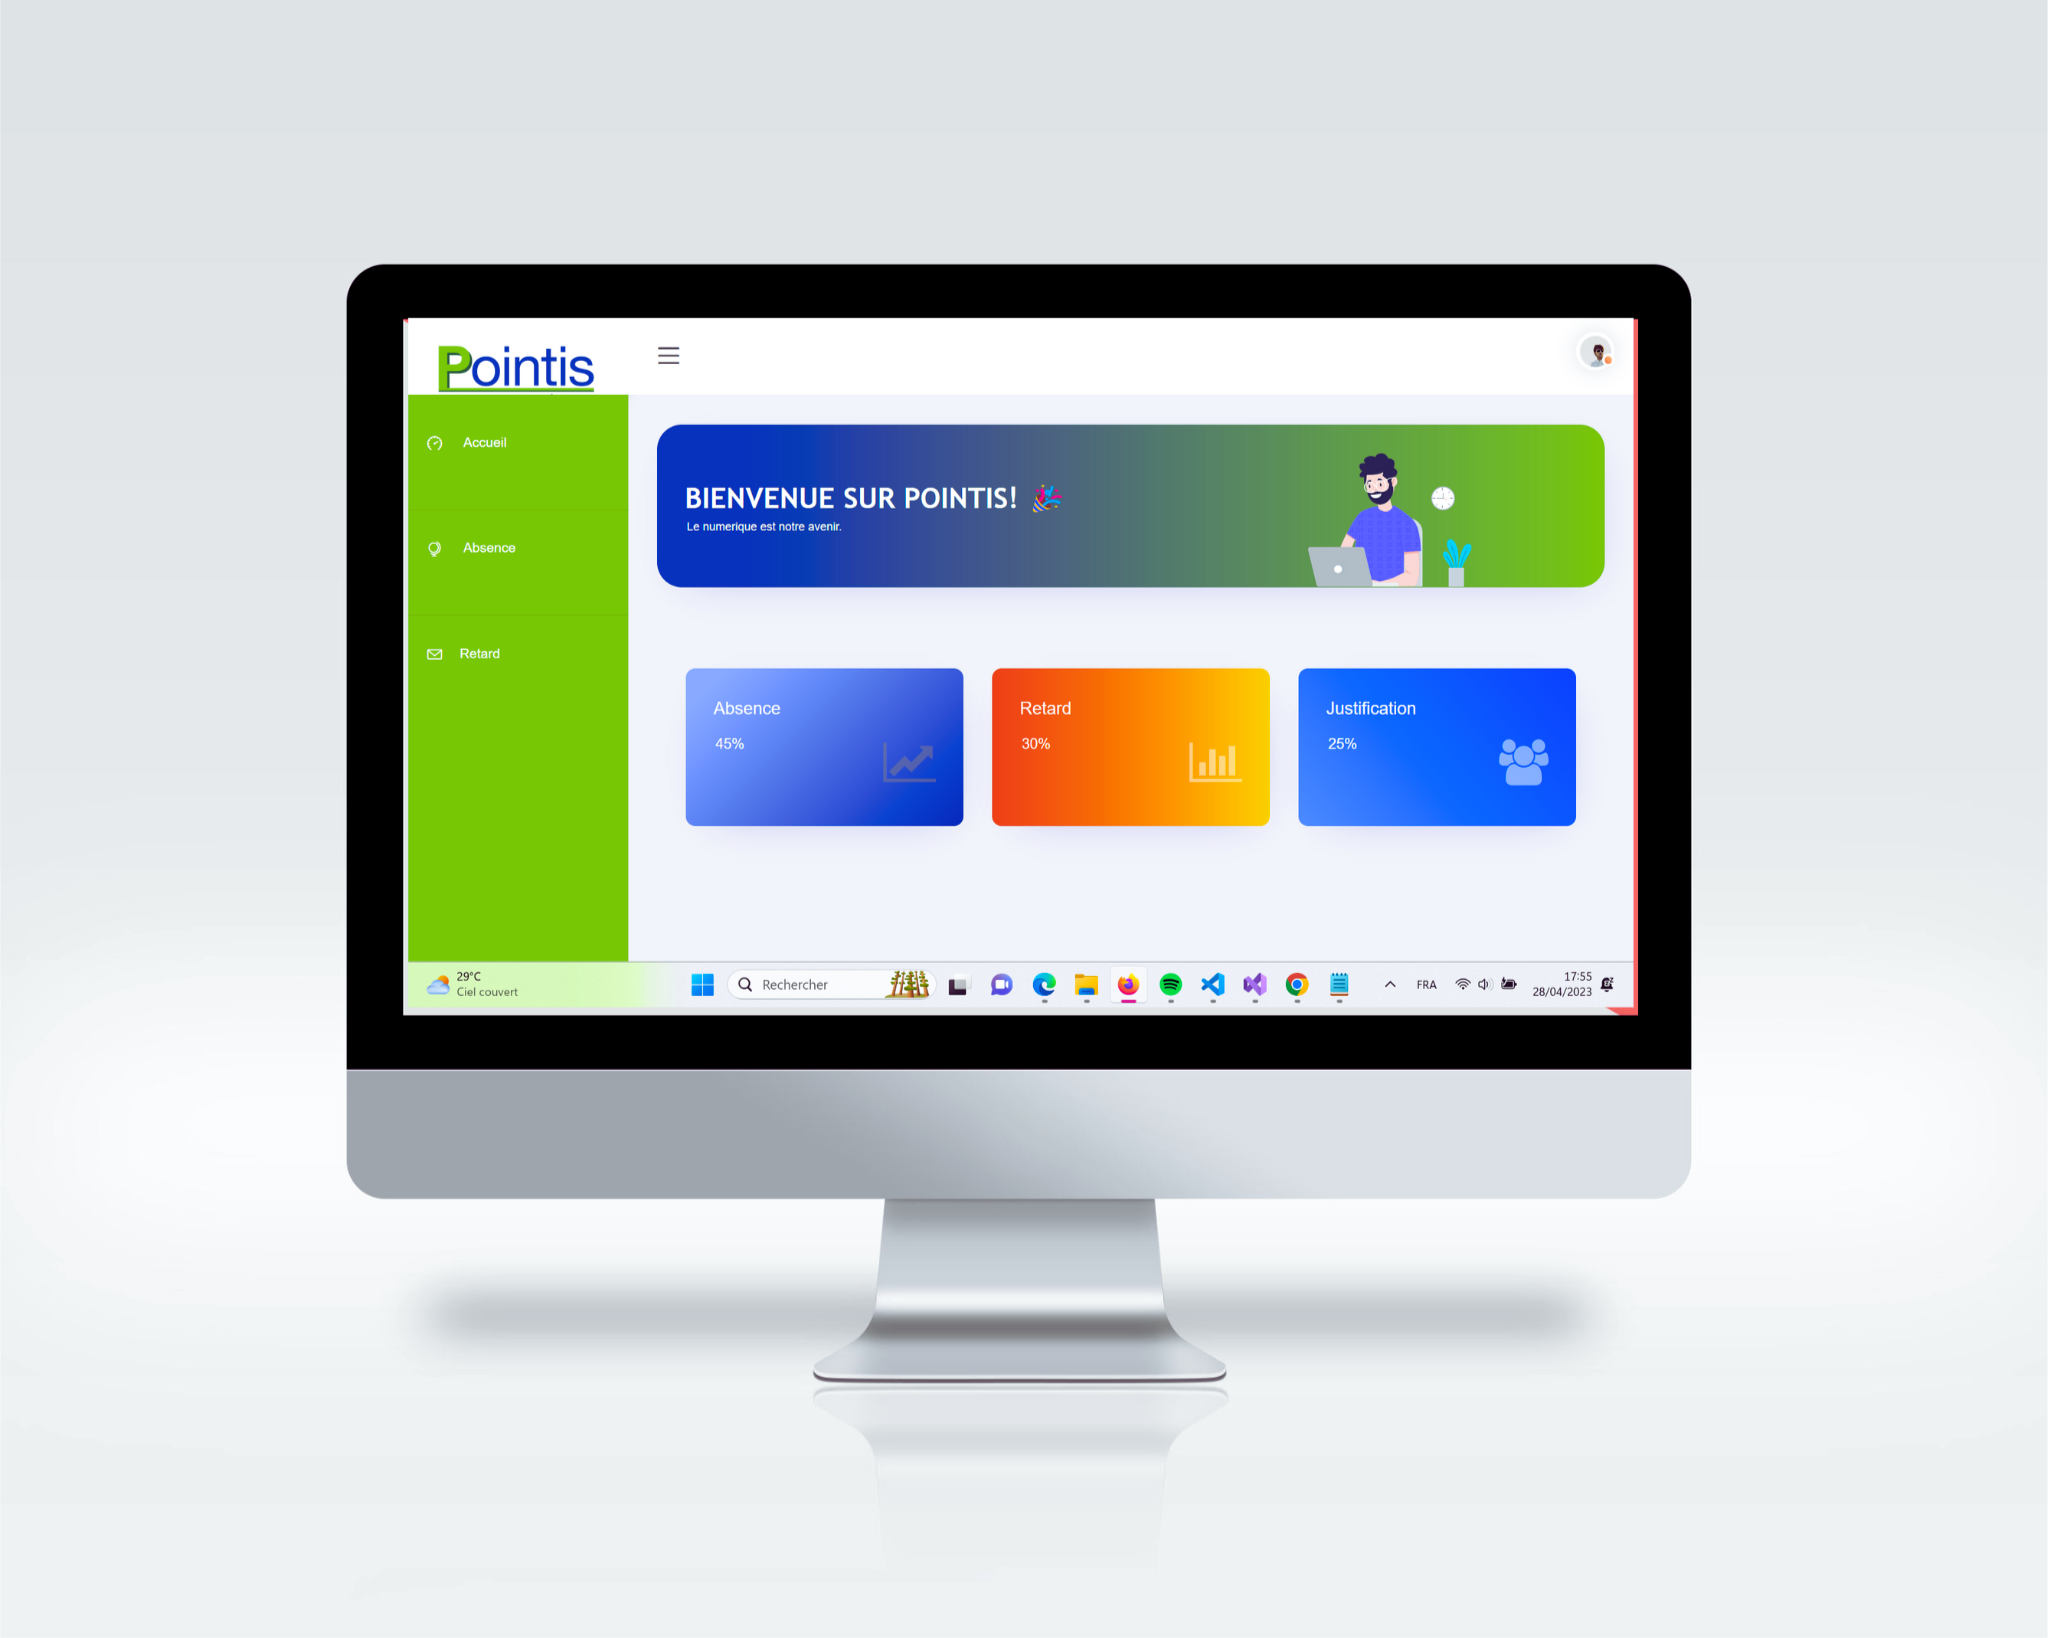 Pointis
Accueil
Absence
Retard
BIENVENUE SUR POINTIS! 🎉
Le numerique est notre avenir.
Absence
45%
Retard
30%
Justification
25%
29°C
Ciel couvert
Rechercher
FRA
17:55
28/04/2023